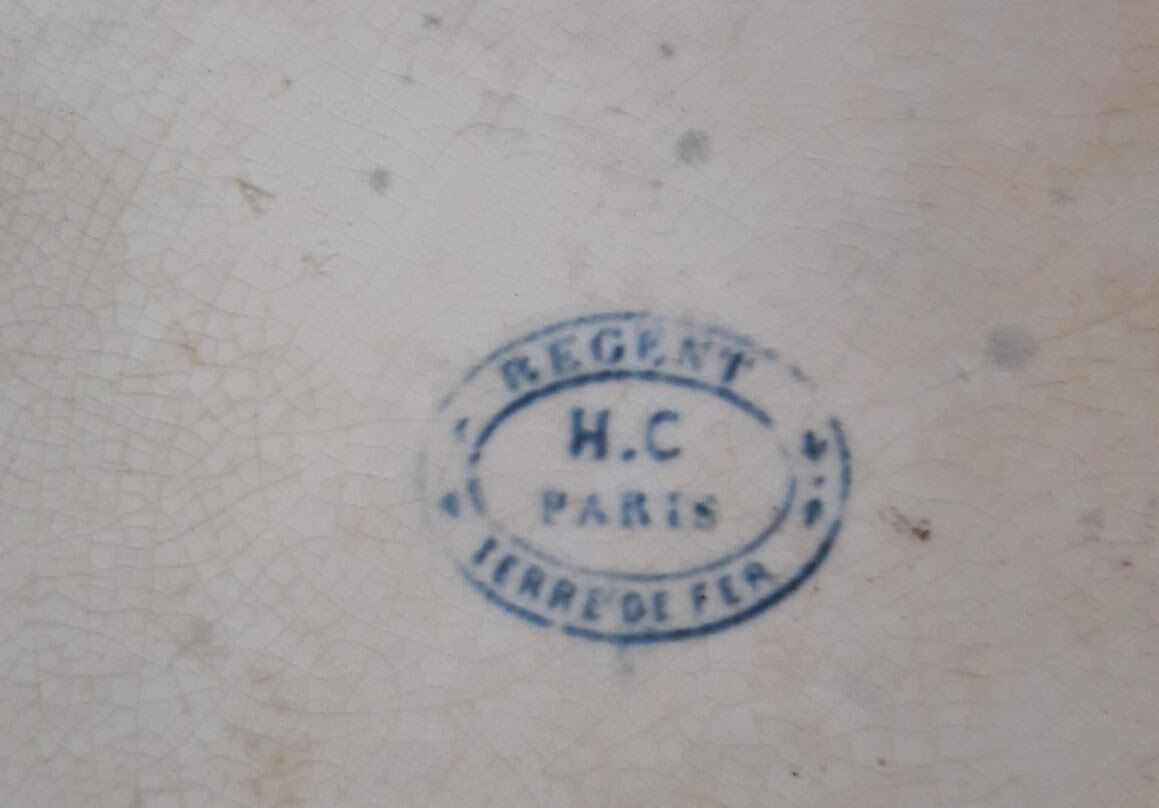 REGENT
H.C
PARIS
TERRE DE FER